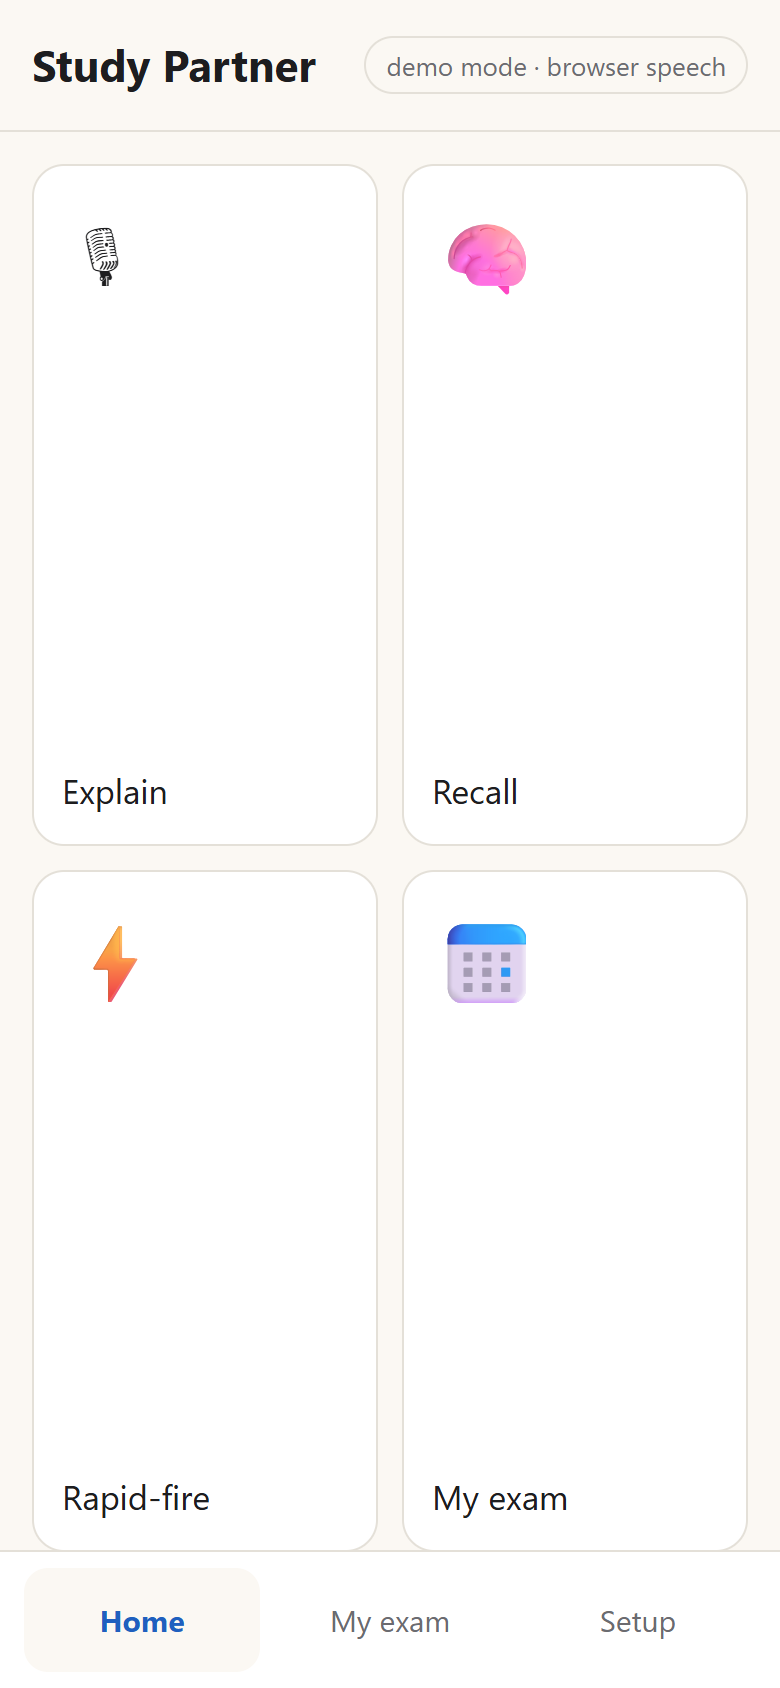 Study Partner
demo mode · browser speech
Explain
Recall
Rapid-fire
My exam
Home
My exam
Setup